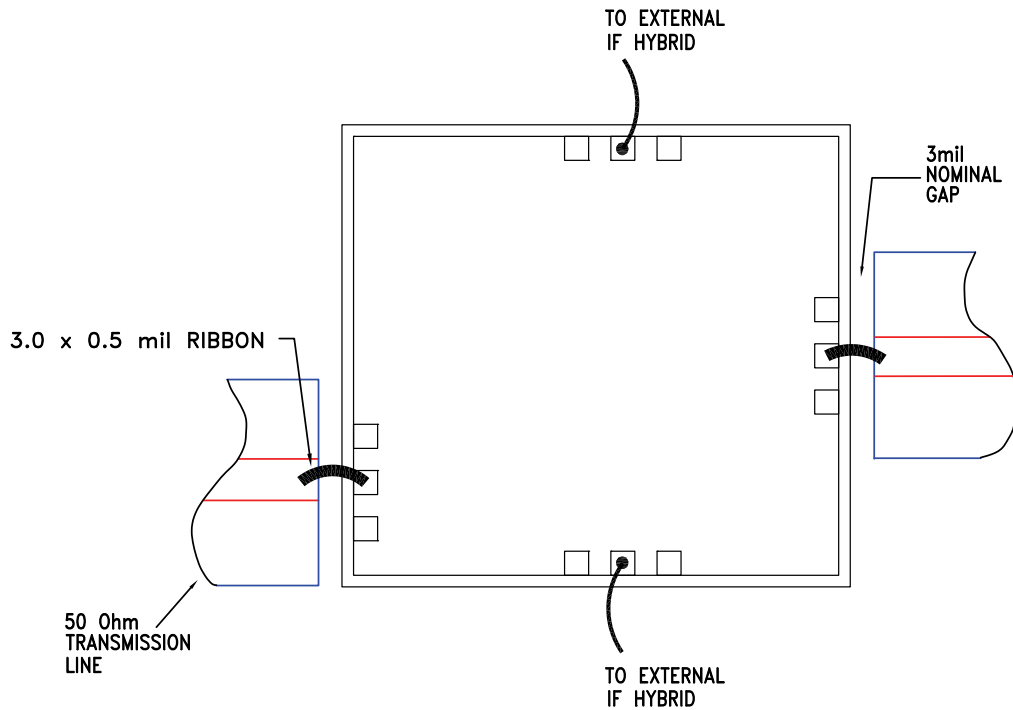 TO EXTERNAL
IF HYBRID
3mil
NOMINAL
GAP
3.0 x 0.5 mil RIBBON
50 Ohm
TRANSMISSION
LINE
TO EXTERNAL
IF HYBRID